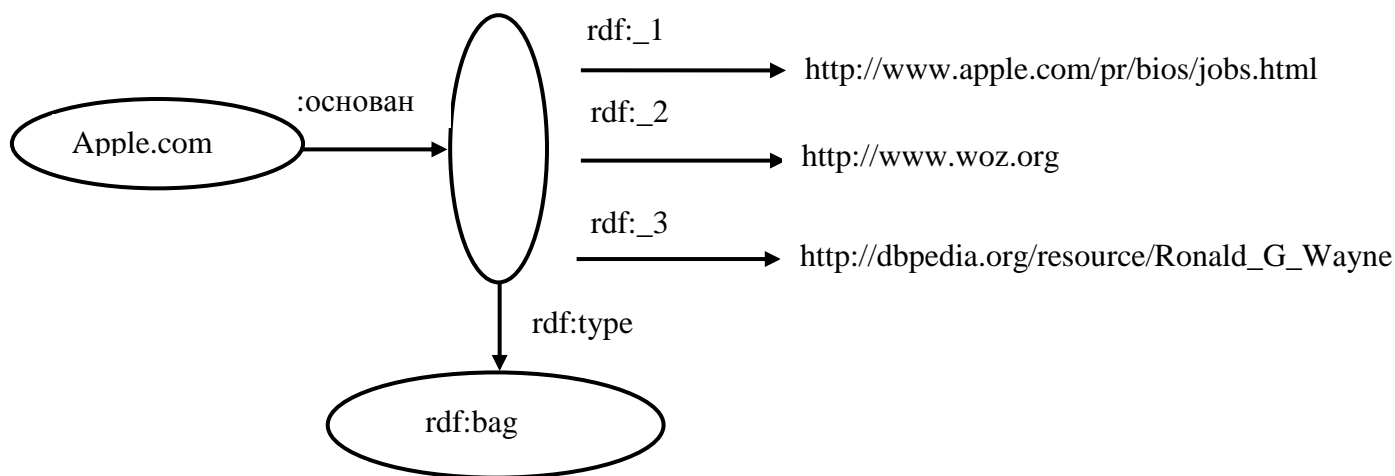 rdf:_1
http://www.apple.com/pr/bios/jobs.html
:основан
rdf:_2
Apple.com
http://www.woz.org
rdf:_3
http://dbpedia.org/resource/Ronald_G_Wayne
rdf:type
rdf:bag